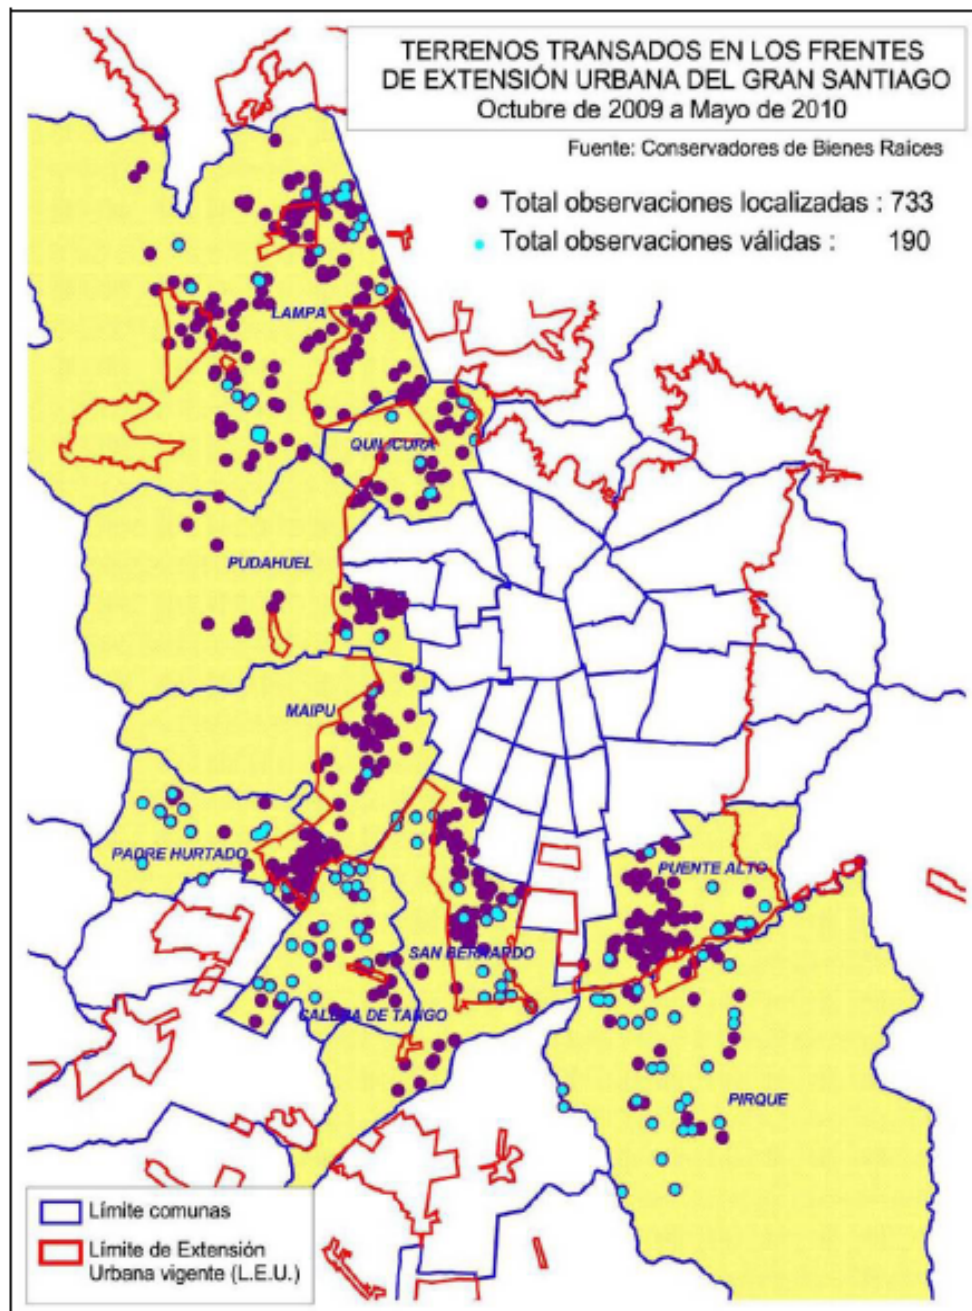 TERRENOS TRANSADOS EN LOS FRENTES
DE EXTENSIÓN URBANA DEL GRAN SANTIAGO
Octubre de 2009 a Mayo de 2010
Fuente: Conservadores de Bienes Raíces
Total observaciones localizadas : 733
Total observaciones válidas : 190
LAMPA
QUILICURA
PUDAHUEL
MAIPU
PADRE HURTADO
PUENTE ALTO
SAN BERNARDO
CALERA DE TANGO
PIRQUE
Límite comunas
Límite de Extensión
Urbana vigente (L.E.U.)